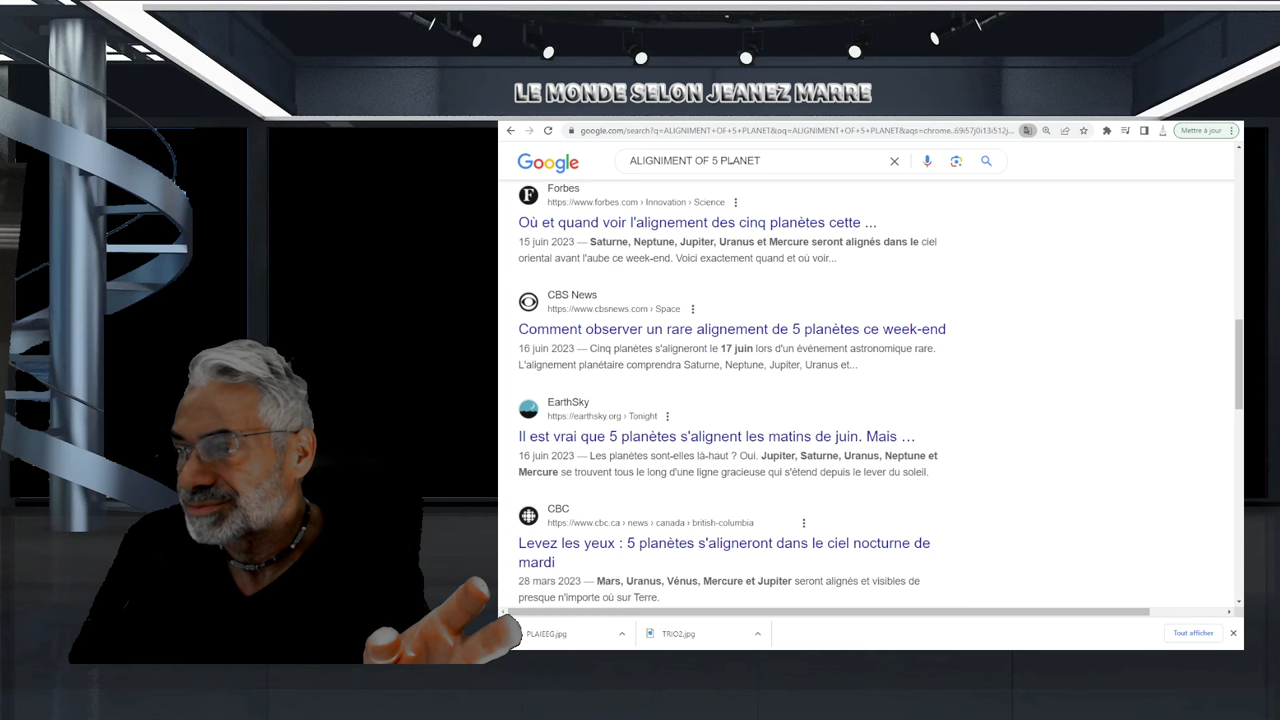 LE MONDE SELON JEANEZ MARRE
google.com/search?q=ALIGNIMENT+OF+5+PLANET&oq=ALIGNIMENT+OF+5+PLANET&aqs=chrome..69i57j0i13i512j...
Mettre à jour
Google
ALIGNIMENT OF 5 PLANET
Forbes
https://www.forbes.com › Innovation › Science
Où et quand voir l'alignement des cinq planètes cette ...
15 juin 2023 — Saturne, Neptune, Jupiter, Uranus et Mercure seront alignés dans le ciel
oriental avant l'aube ce week-end. Voici exactement quand et où voir...
CBS News
https://www.cbsnews.com › Space
Comment observer un rare alignement de 5 planètes ce week-end
16 juin 2023 — Cinq planètes s'aligneront le 17 juin lors d'un événement astronomique rare.
L'alignement planétaire comprendra Saturne, Neptune, Jupiter, Uranus et...
EarthSky
https://earthsky.org › Tonight
Il est vrai que 5 planètes s'alignent les matins de juin. Mais ...
16 juin 2023 — Les planètes sont-elles là-haut ? Oui. Jupiter, Saturne, Uranus, Neptune et
Mercure se trouvent tous le long d'une ligne gracieuse qui s'étend depuis le lever du soleil.
CBC
https://www.cbc.ca › news › canada › british-columbia
Levez les yeux : 5 planètes s'aligneront dans le ciel nocturne de
mardi
28 mars 2023 — Mars, Uranus, Vénus, Mercure et Jupiter seront alignés et visibles de
presque n'importe où sur Terre.
PLAIEEG.jpg
TRIO2.jpg
Tout afficher